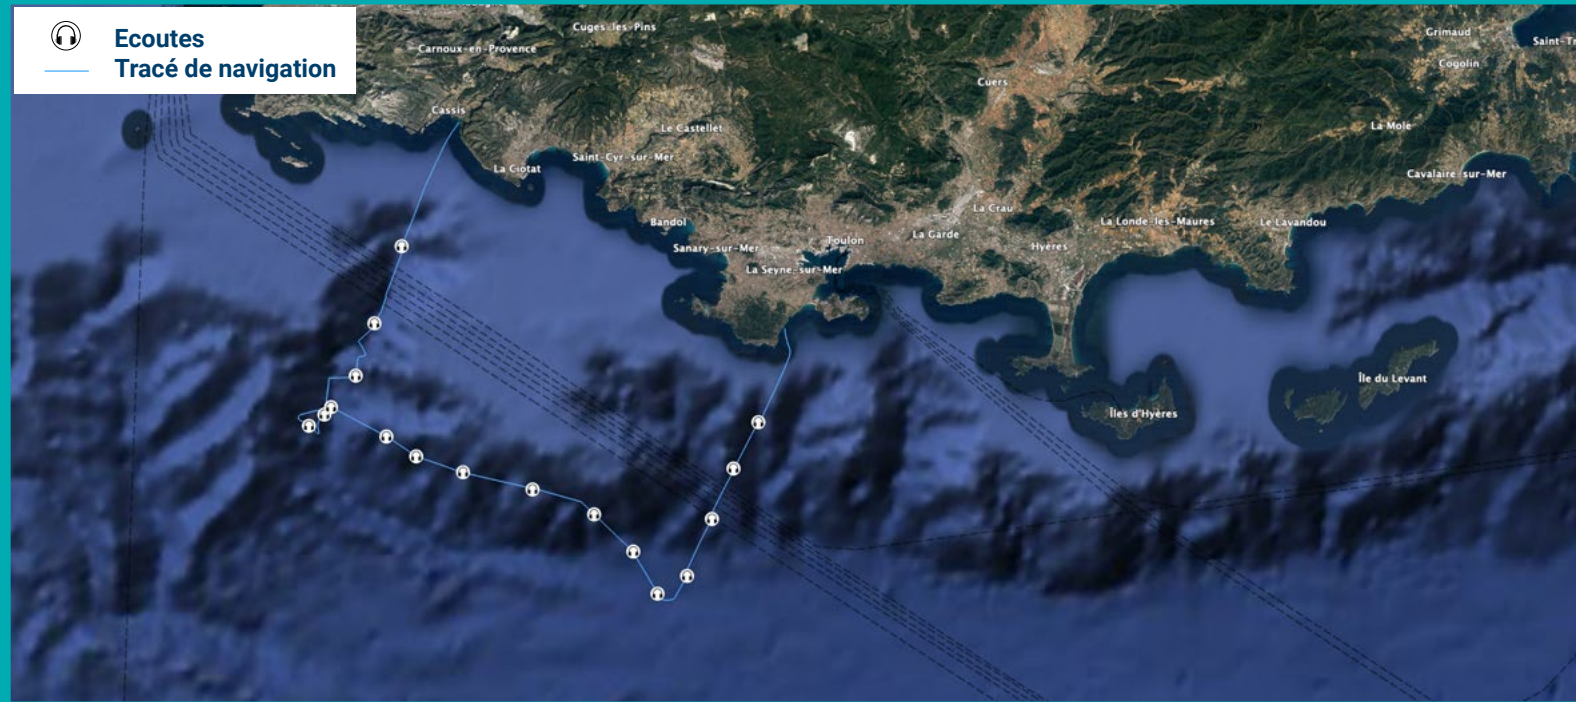 Ecoutes
Tracé de navigation
Cuges-les-Pins
Carnoux-en-Provence
Grimaud
Saint-Tr
Cogolin
Cuers
Cassis
Le Castellet
La Mole
Saint-Cyr-sur-Mer
La Ciotat
Cavalaire-sur-Mer
La Crau
Bandol
La Londe-les-Maures
Le Lavandou
La Garde
Toulon
Sanary-sur-Mer
Hyères
La Seyne-sur-Mer
Île du Levant
Îles d'Hyères